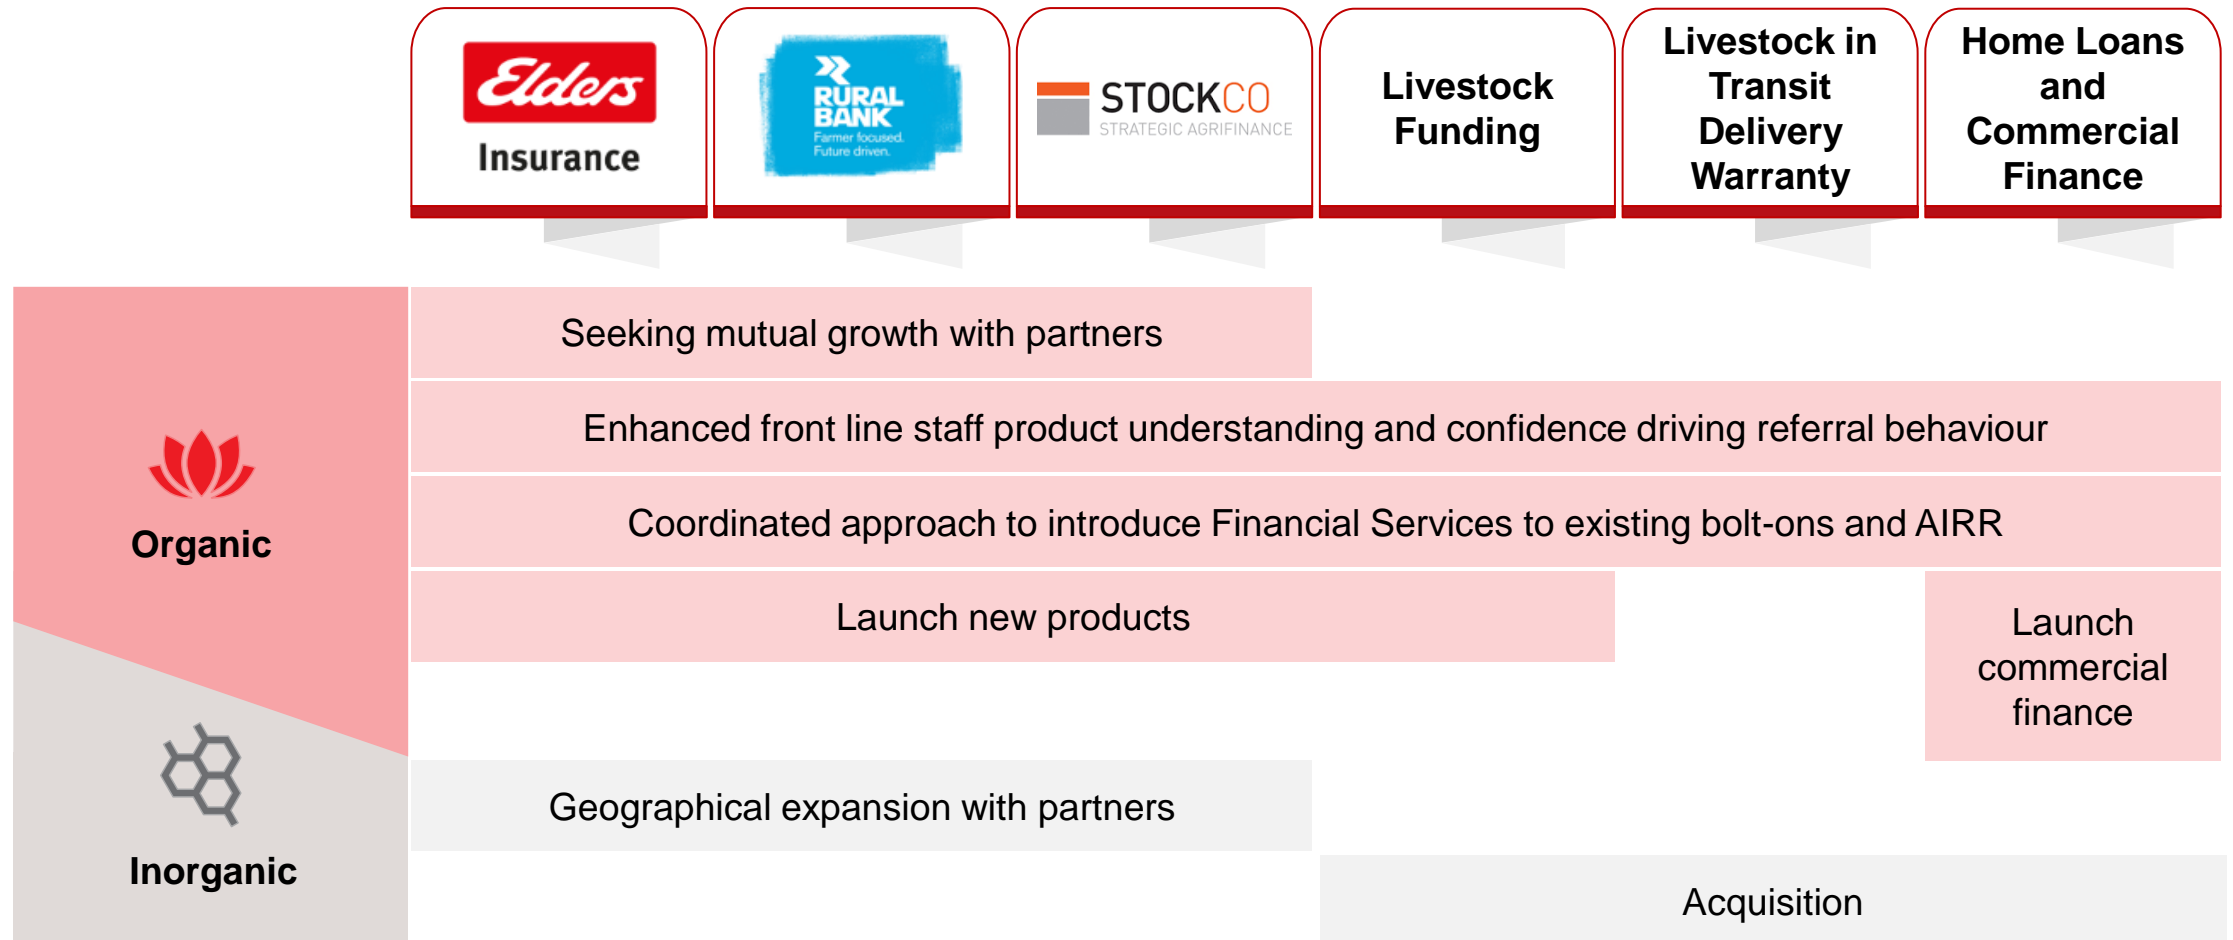 Elders
Insurance
RURAL
BANK
Farmer focused.
Future driven.
STOCKCO
STRATEGIC AGRIFINANCE
Livestock
Funding
Livestock in
Transit
Delivery
Warranty
Home Loans
and
Commercial
Finance
Organic
Seeking mutual growth with partners
Enhanced front line staff product understanding and confidence driving referral behaviour
Coordinated approach to introduce Financial Services to existing bolt-ons and AIRR
Launch new products
Launch
commercial
finance
Inorganic
Geographical expansion with partners
Acquisition